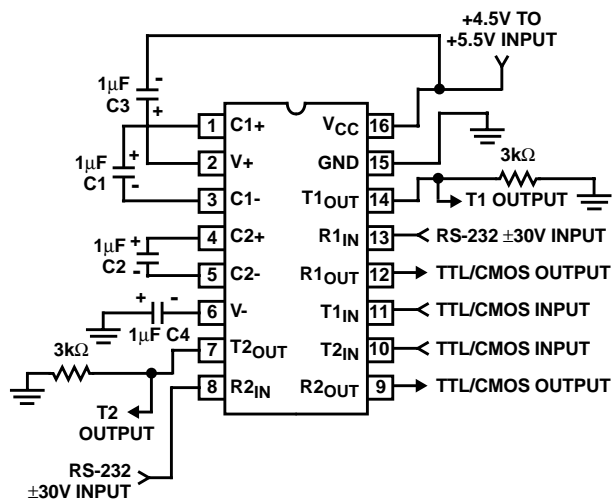 +4.5V TO
+5.5V INPUT
1μF
C3
-
+
1 C1+
2 V+
3 C1-
4 C2+
5 C2-
6 V-
7 T2OUT
8 R2IN
VCC 16
GND 15
T1OUT 14
R1IN 13
R1OUT 12
T1IN 11
T2IN 10
R2OUT 9
1μF
C1
+
-
1μF
C2
+
-
+ -
1μF C4
3kΩ
T2
OUTPUT
RS-232
±30V INPUT
3kΩ
T1 OUTPUT
RS-232 ±30V INPUT
TTL/CMOS OUTPUT
TTL/CMOS INPUT
TTL/CMOS INPUT
TTL/CMOS OUTPUT